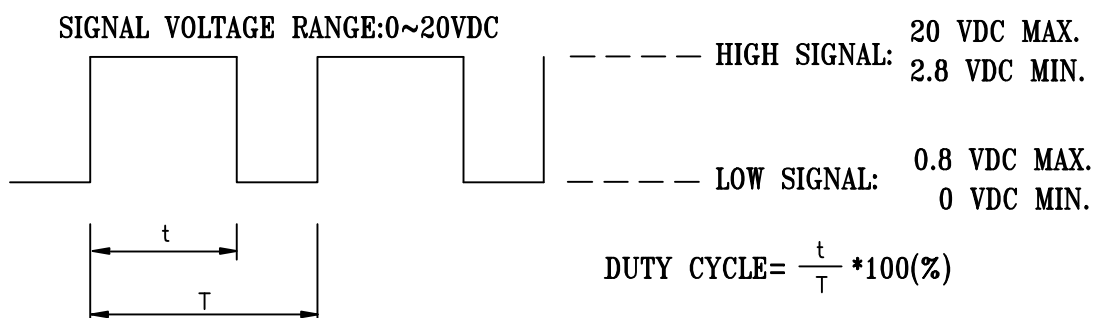 SIGNAL VOLTAGE RANGE:0~20VDC
HIGH SIGNAL: 20 VDC MAX.
2.8 VDC MIN.
LOW SIGNAL: 0.8 VDC MAX.
0 VDC MIN.
t
T
DUTY CYCLE= t/T *100(%)